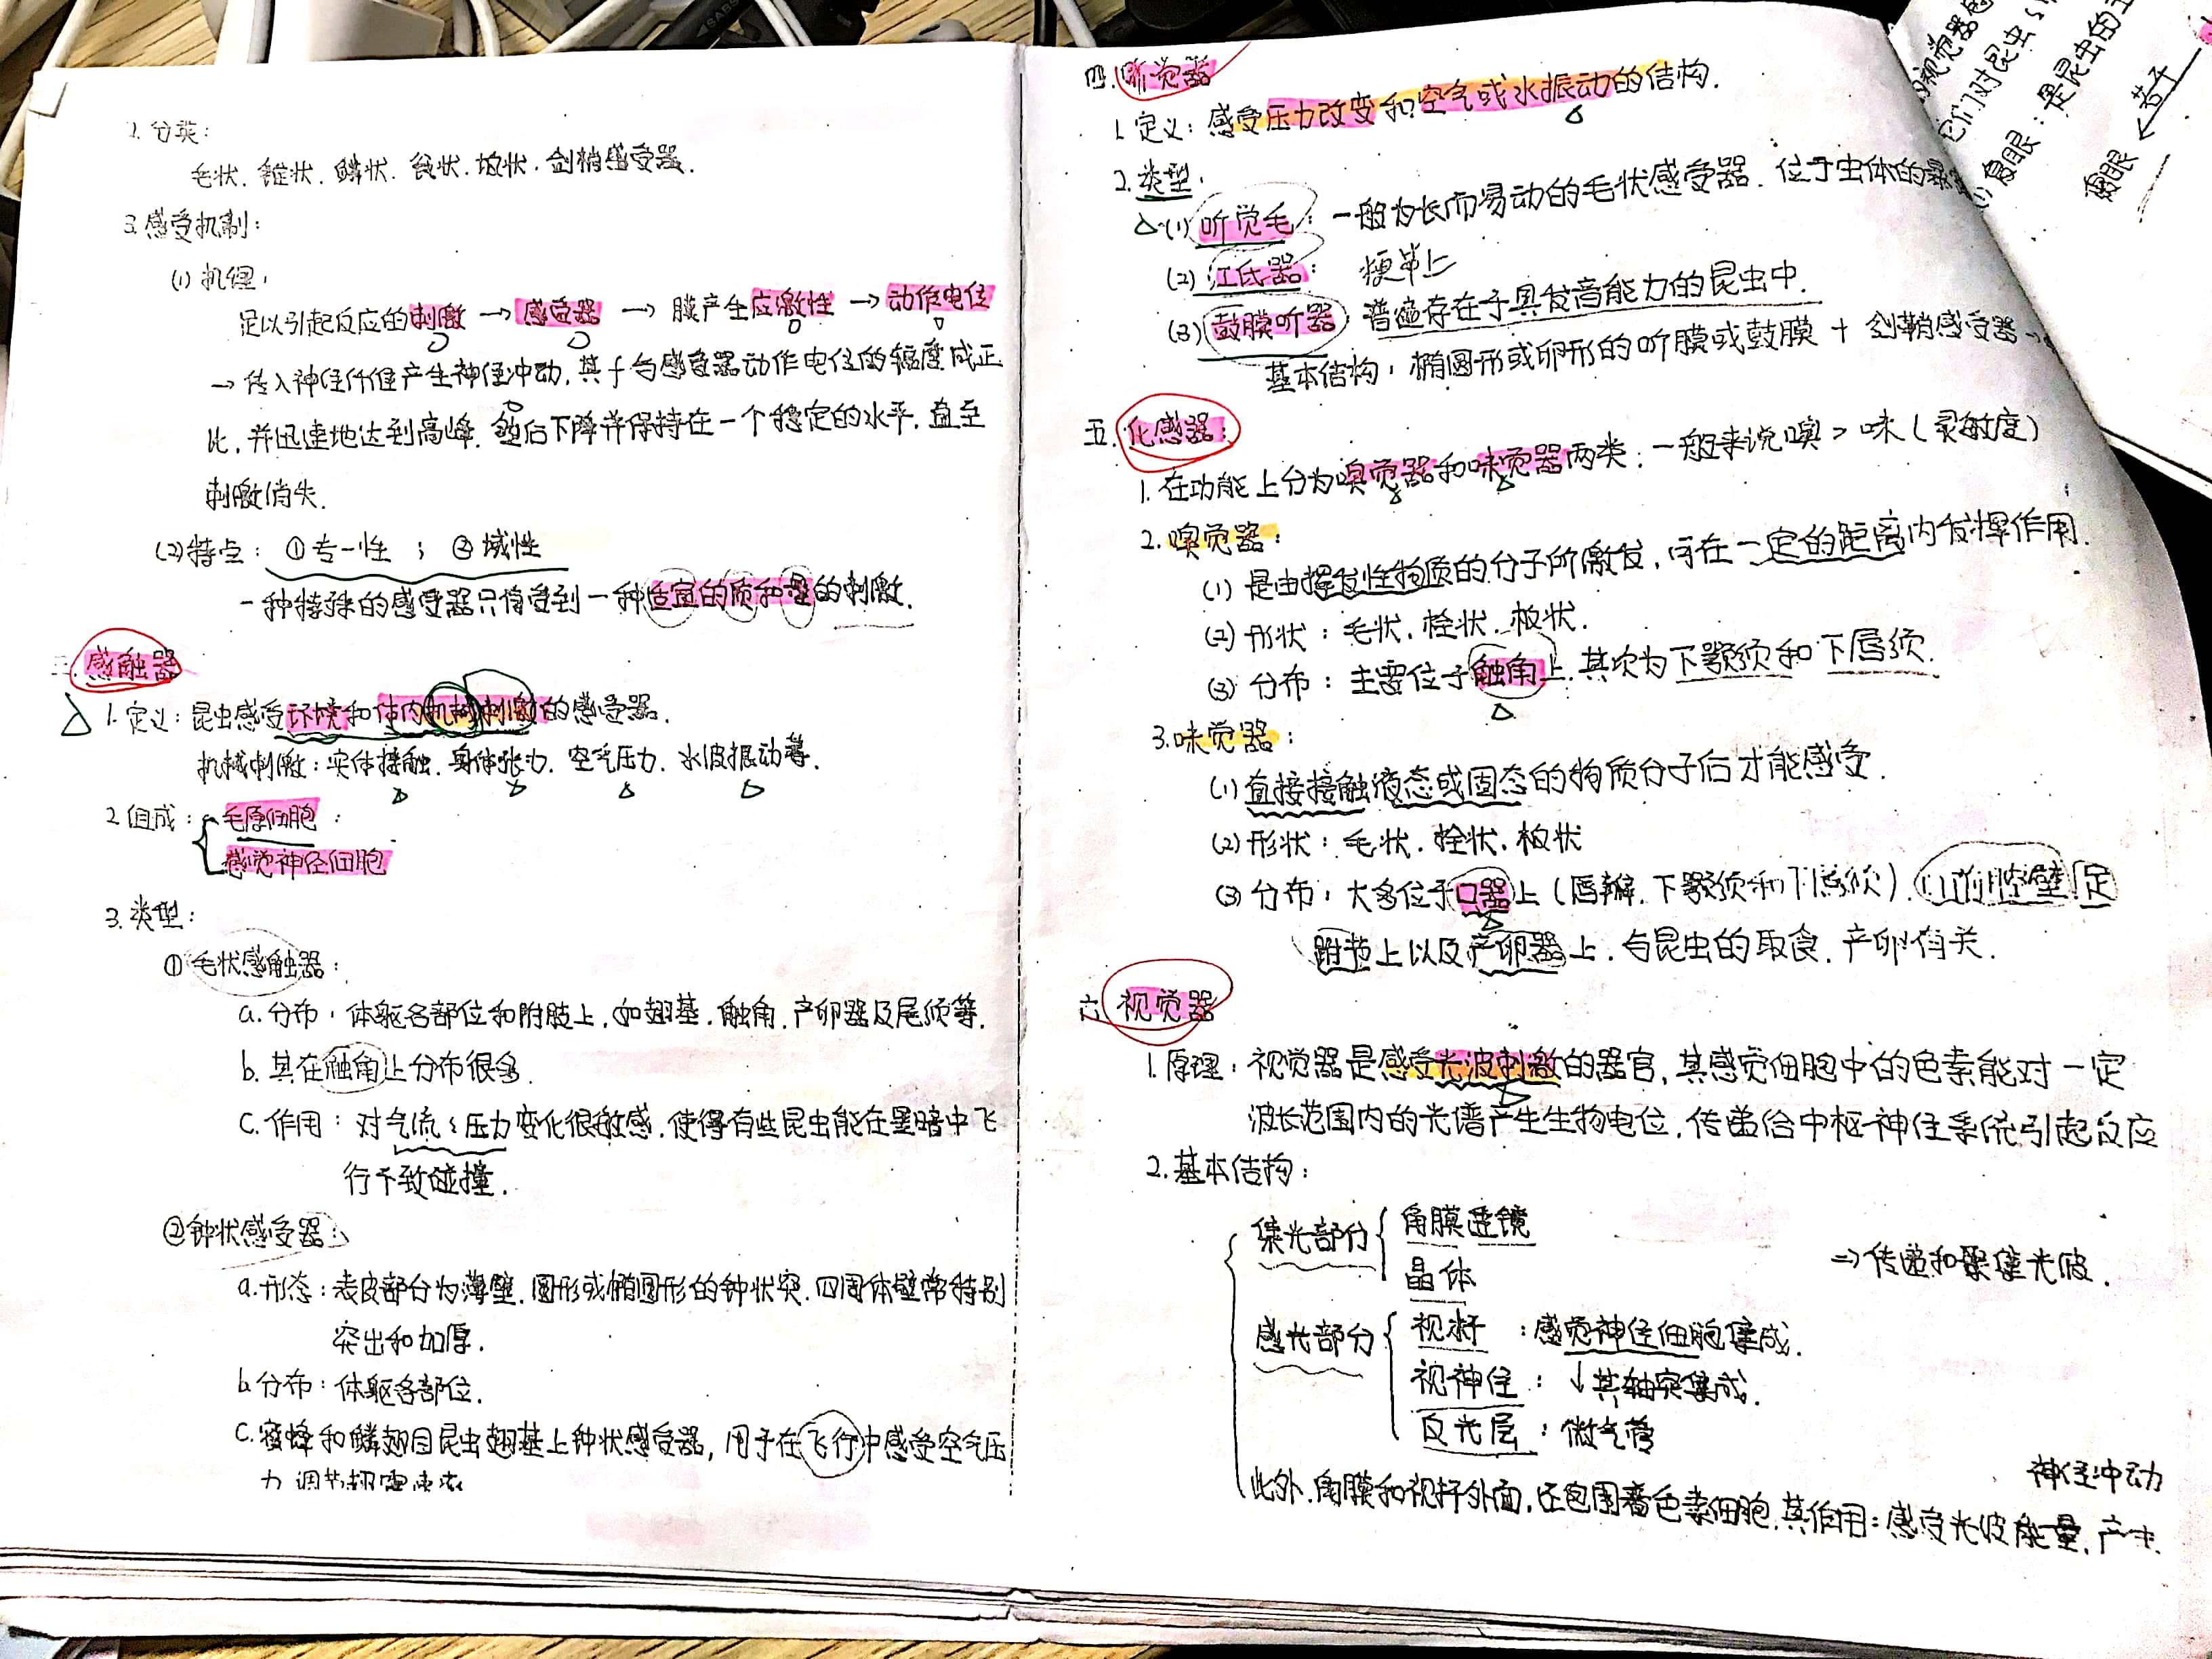 2. 分类:
毛状. 锥状. 鳞状. 钱状. 坡状. 剑梢感受器.
3. 感受机制:
(1) 机理:
足以引起反应的刺激 → 感受器 → 膜产生应激性 → 动作电位
→ 传入神经纤维产生神经冲动. 其f与感受器动作电位的幅度成正
比, 并迅速地达到高峰. 然后下降并保持在一个稳定的水平, 直至
刺激消失.
(2) 特点: ①专一性 ; ② 域性
一种特殊的感受器只能受到一种适宜的质和量的刺激.
三. 感触器
△ 1. 定义: 昆虫感受环境和体内机械刺激的感受器.
机械刺激: 实体接触. 身体张力. 空气压力. 水波振动等.
2. 组成: 毛原细胞
感觉神经细胞
3. 类型:
① 毛状感触器:
a. 分布: 体躯各部位和附肢上, 如翅基. 触角. 产卵器及尾须等.
b. 其在触角上分布很多.
c. 作用: 对气流、压力变化很敏感. 使得有些昆虫能在黑暗中飞
行不致碰撞.
② 钟状感受器:
a. 形态: 表皮部分为薄壁. 圆形或椭圆形的钟状突. 四周体壁常特别
突出和加厚.
b. 分布: 体躯各部位.
c. 蜜蜂和鳞翅目昆虫翅基上钟状感受器, 用于在飞行中感受空气压
力
四. 听觉器
1. 定义: 感受压力改变和空气或水振动的结构.
2. 类型:
△ (1) 听觉毛: 一般为长而易动的毛状感受器. 位于虫体的暴
(2) 江氏器: 梗节上
(3) 鼓膜听器: 普遍存在于具发音能力的昆虫中.
基本结构: 椭圆形或卵形的听膜或鼓膜 + 剑鞘感受器
五. 化感器:
1. 在功能上分为嗅觉器和味觉器两类. 一般来说嗅 > 味 (灵敏度)
2. 嗅觉器:
(1) 是由挥发性物质的分子所激发, 可在一定的距离内发挥作用.
(2) 形状: 毛状. 栓状. 板状.
(3) 分布: 主要位于触角上. 其次为下颚须和下唇须.
3. 味觉器:
(1) 直接接触液态或固态的物质分子后才能感受.
(2) 形状: 毛状. 栓状. 板状
(3) 分布: 大多位于口器上 (唇瓣. 下颚须和下唇须). 口前腔壁 足
跗节上以及产卵器上. 与昆虫的取食. 产卵有关.
六. 视觉器
1. 原理: 视觉器是感受光波刺激的器官, 其感觉细胞中的色素能对一定
波长范围内的光谱产生生物电位, 传递给中枢神经系统引起反应
2. 基本结构:
集光部分 角膜透镜
晶体
⇒ 传递和聚集光波.
感光部分 视杆 : 感觉神经细胞集成.
视神经 : ↓其轴突集成.
反光层 : 微气管
神经冲动
此外. 角膜和视杆外面, 还包围着色素细胞. 其作用: 感受光波能量, 产生
的视觉器
它们对昆虫
(1) 复眼: 是昆虫的主
复眼 ← 若干